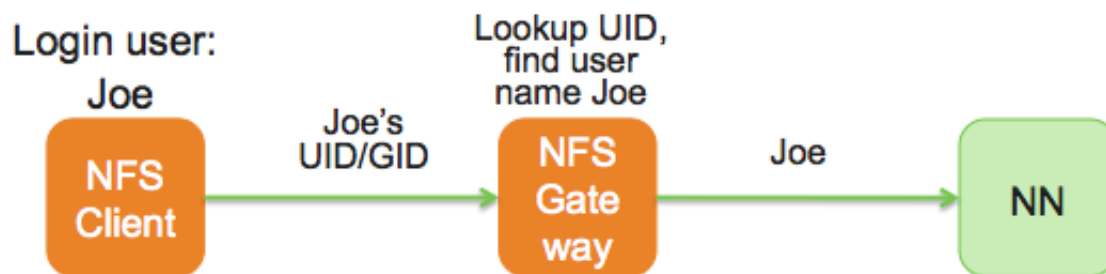 Login user:
Joe
NFS
Client
Joe's
UID/GID
Lookup UID,
find user
name Joe
NFS
Gate
way
Joe
NN